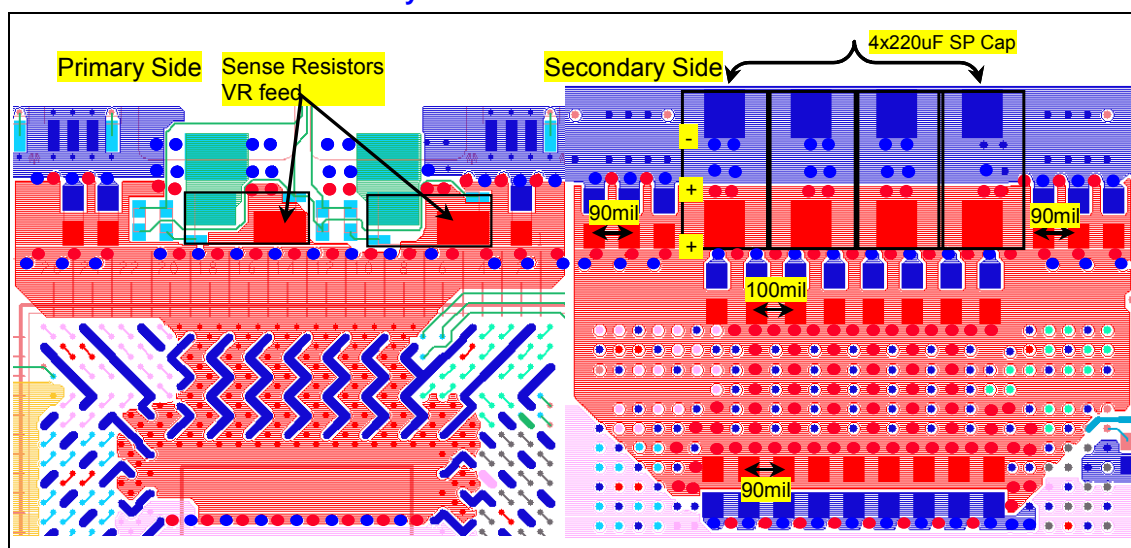 Primary Side
Sense Resistors
VR feed
Secondary Side
4x220uF SP Cap
-
+
+
90mil
90mil
100mil
90mil